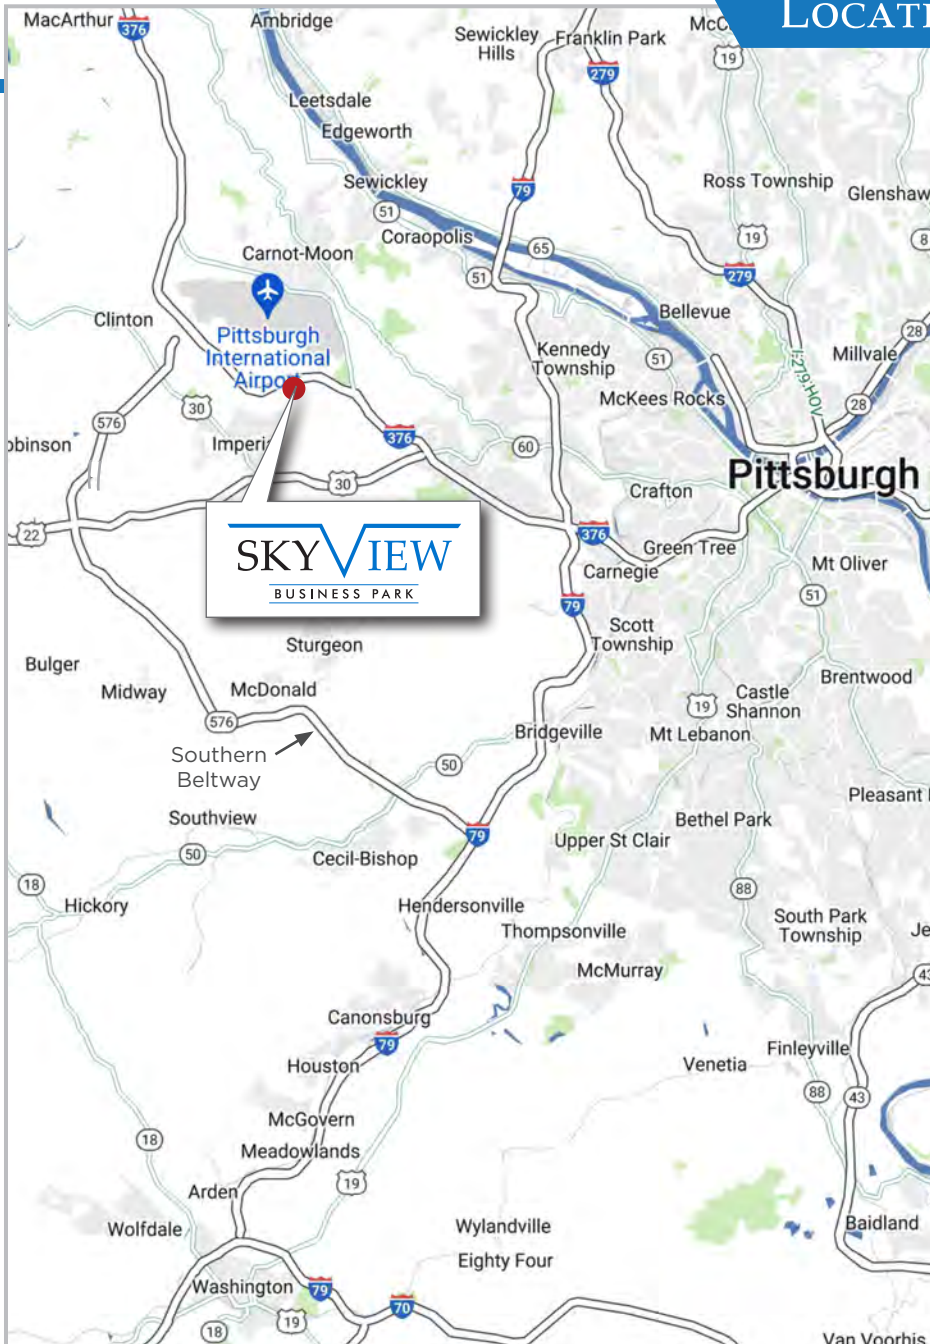 LOCATI
MacArthur
376
Ambridge
Sewickley
Hills
Franklin Park
McC
19
279
Leetsdale
Edgeworth
Sewickley
79
Ross Township
Glenshaw
51
Coraopolis
65
19
8
Carnot-Moon
51
279
Pittsburgh
International
Airport
Clinton
Bellevue
28
Kennedy
Township
51
I-279 HOV
Millvale
McKees Rocks
28
30
576
obinson
Imperia
376
60
30
Pittsburgh
Crafton
22
376
Green Tree
Carnegie
Mt Oliver
SKYVIEW
BUSINESS PARK
79
51
Scott
Township
Sturgeon
Bulger
Midway
McDonald
Brentwood
Castle
Shannon
19
576
Bridgeville
Mt Lebanon
Southern
Beltway
50
Pleasant
Southview
79
Bethel Park
Upper St Clair
50
Cecil-Bishop
18
88
Hickory
Hendersonville
South Park
Township
Thompsonville
Je
McMurray
43
Canonsburg
79
Houston
Finleyville
Venetia
88
43
McGovern
18
Meadowlands
19
Arden
Wolfdale
Wylandville
Baidland
Eighty Four
Washington
79
70
19
18
Van Voorhis